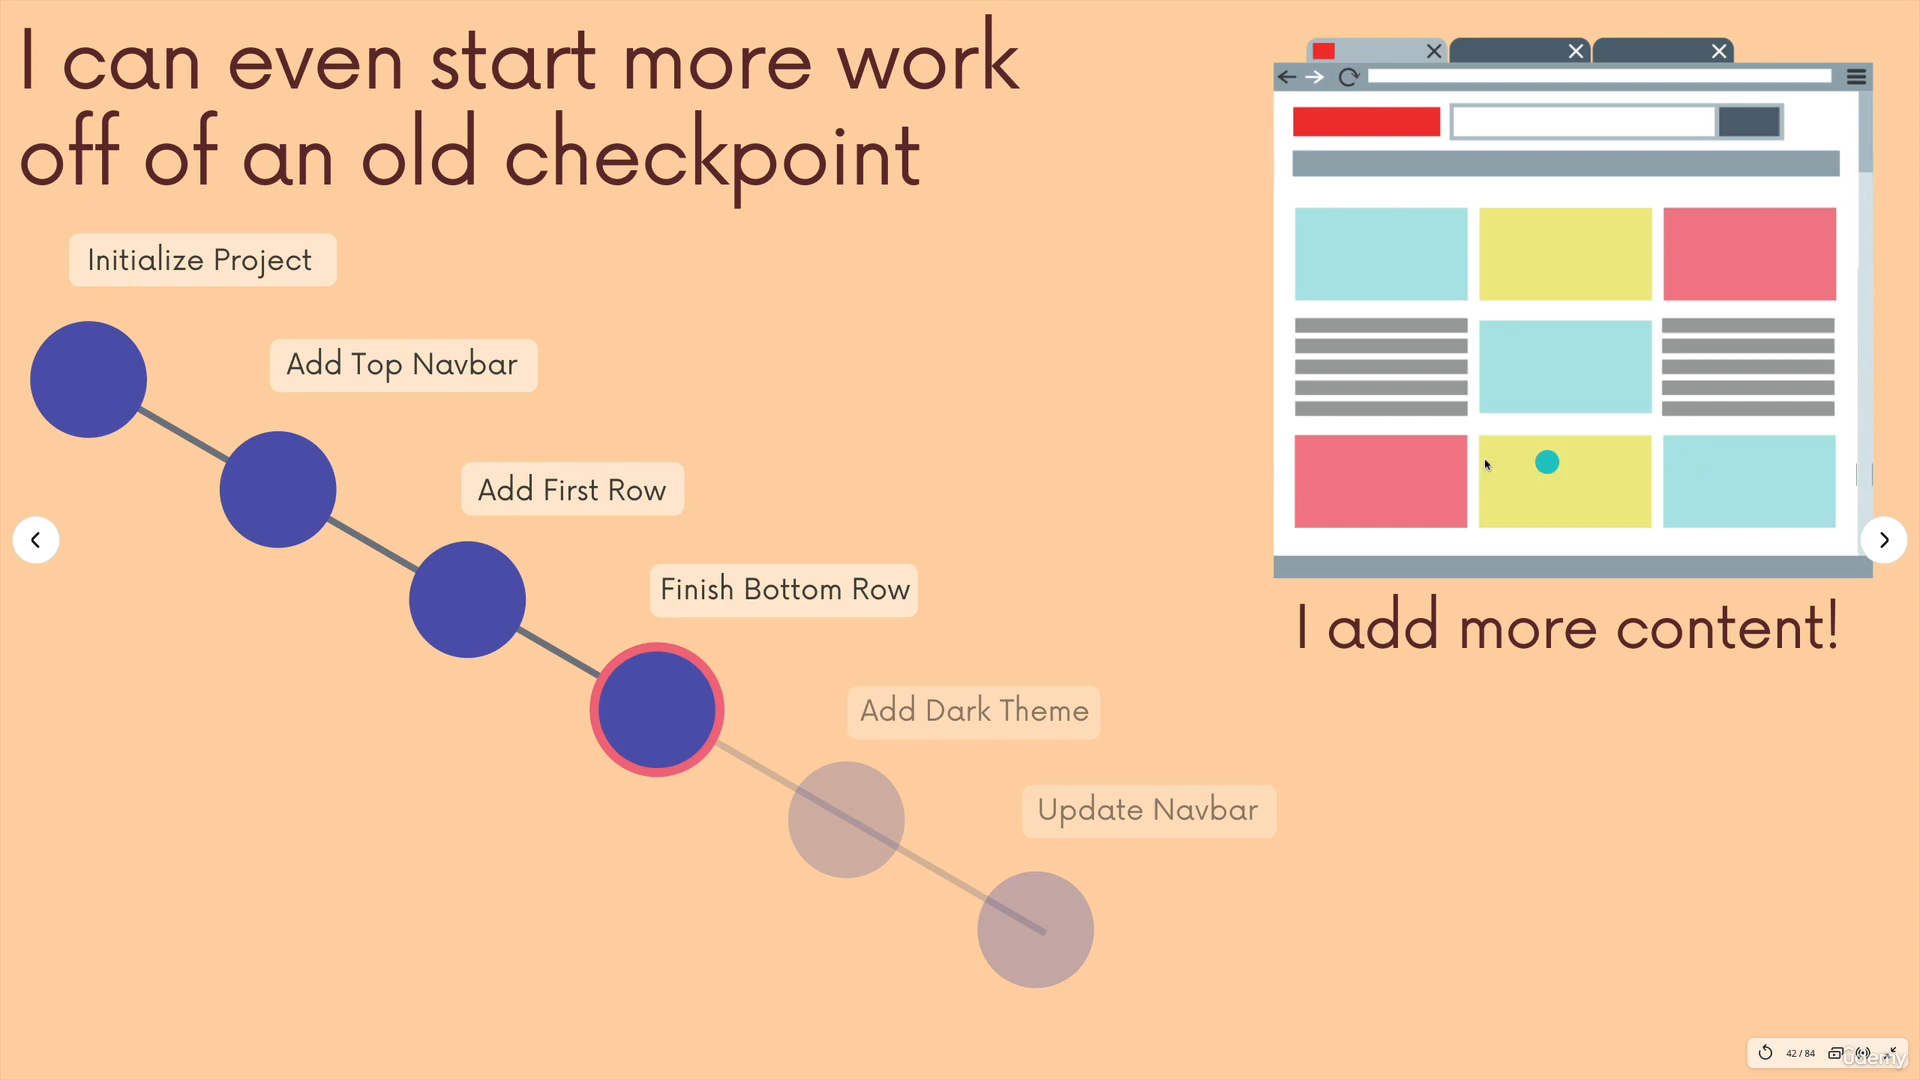 I can even start more work
off of an old checkpoint
Initialize Project
Add Top Navbar
Add First Row
Finish Bottom Row
Add Dark Theme
Update Navbar
I add more content!
42 / 84
ûdemy